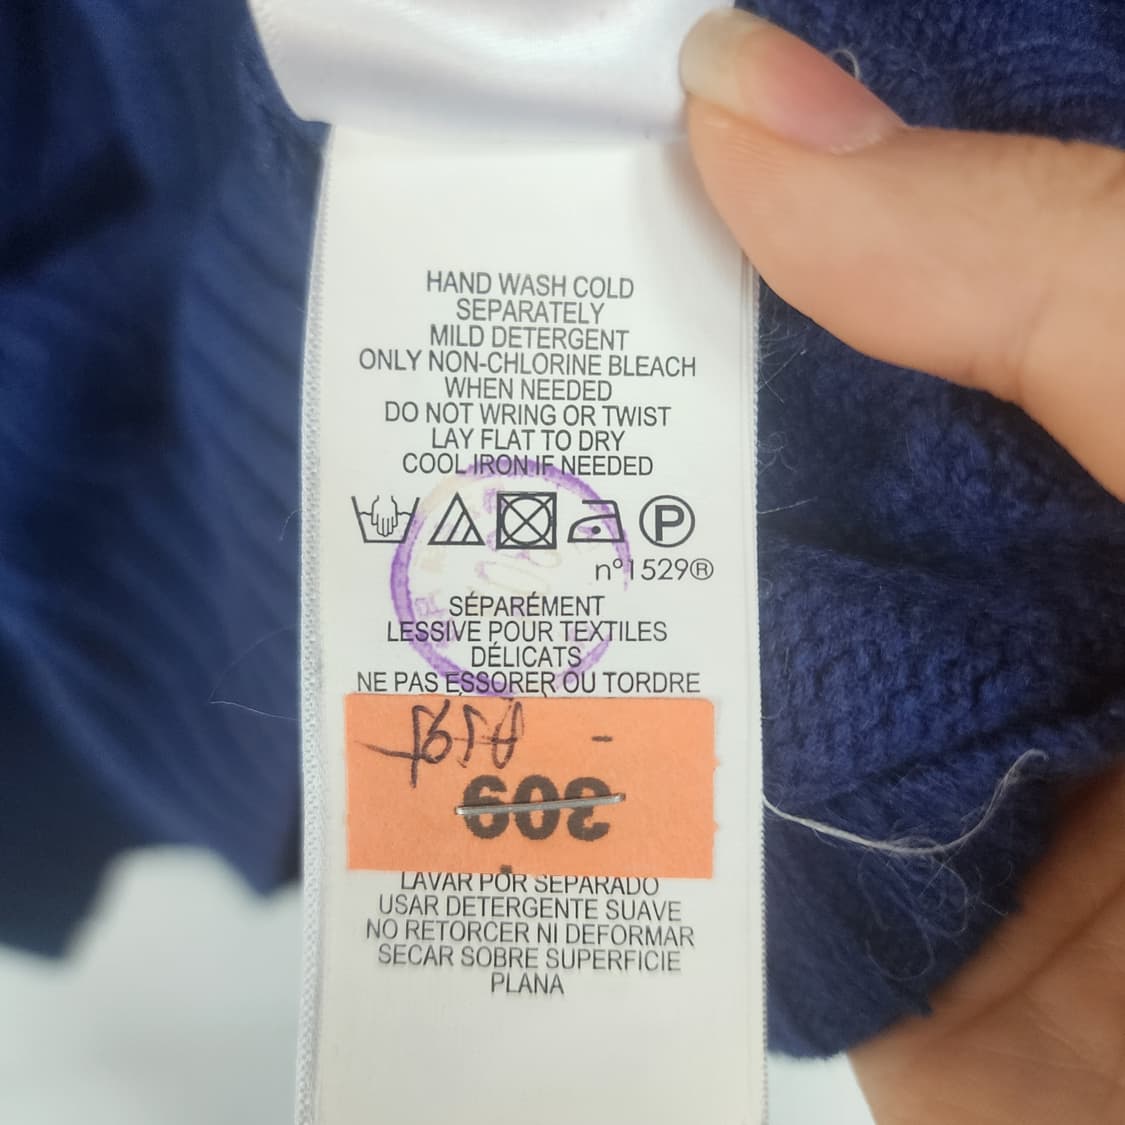 HAND WASH COLD
SEPARATELY
MILD DETERGENT
ONLY NON-CHLORINE BLEACH
WHEN NEEDED
DO NOT WRING OR TWIST
LAY FLAT TO DRY
COOL IRON IF NEEDED
P
n°1529®
SÉPARÉMENT
LESSIVE POUR TEXTILES
DÉLICATS
NE PAS ESSORER OU TORDRE
309
LAVAR POR SEPARADO
USAR DETERGENTE SUAVE
NO RETORCER NI DEFORMAR
SECAR SOBRE SUPERFICIE
PLANA